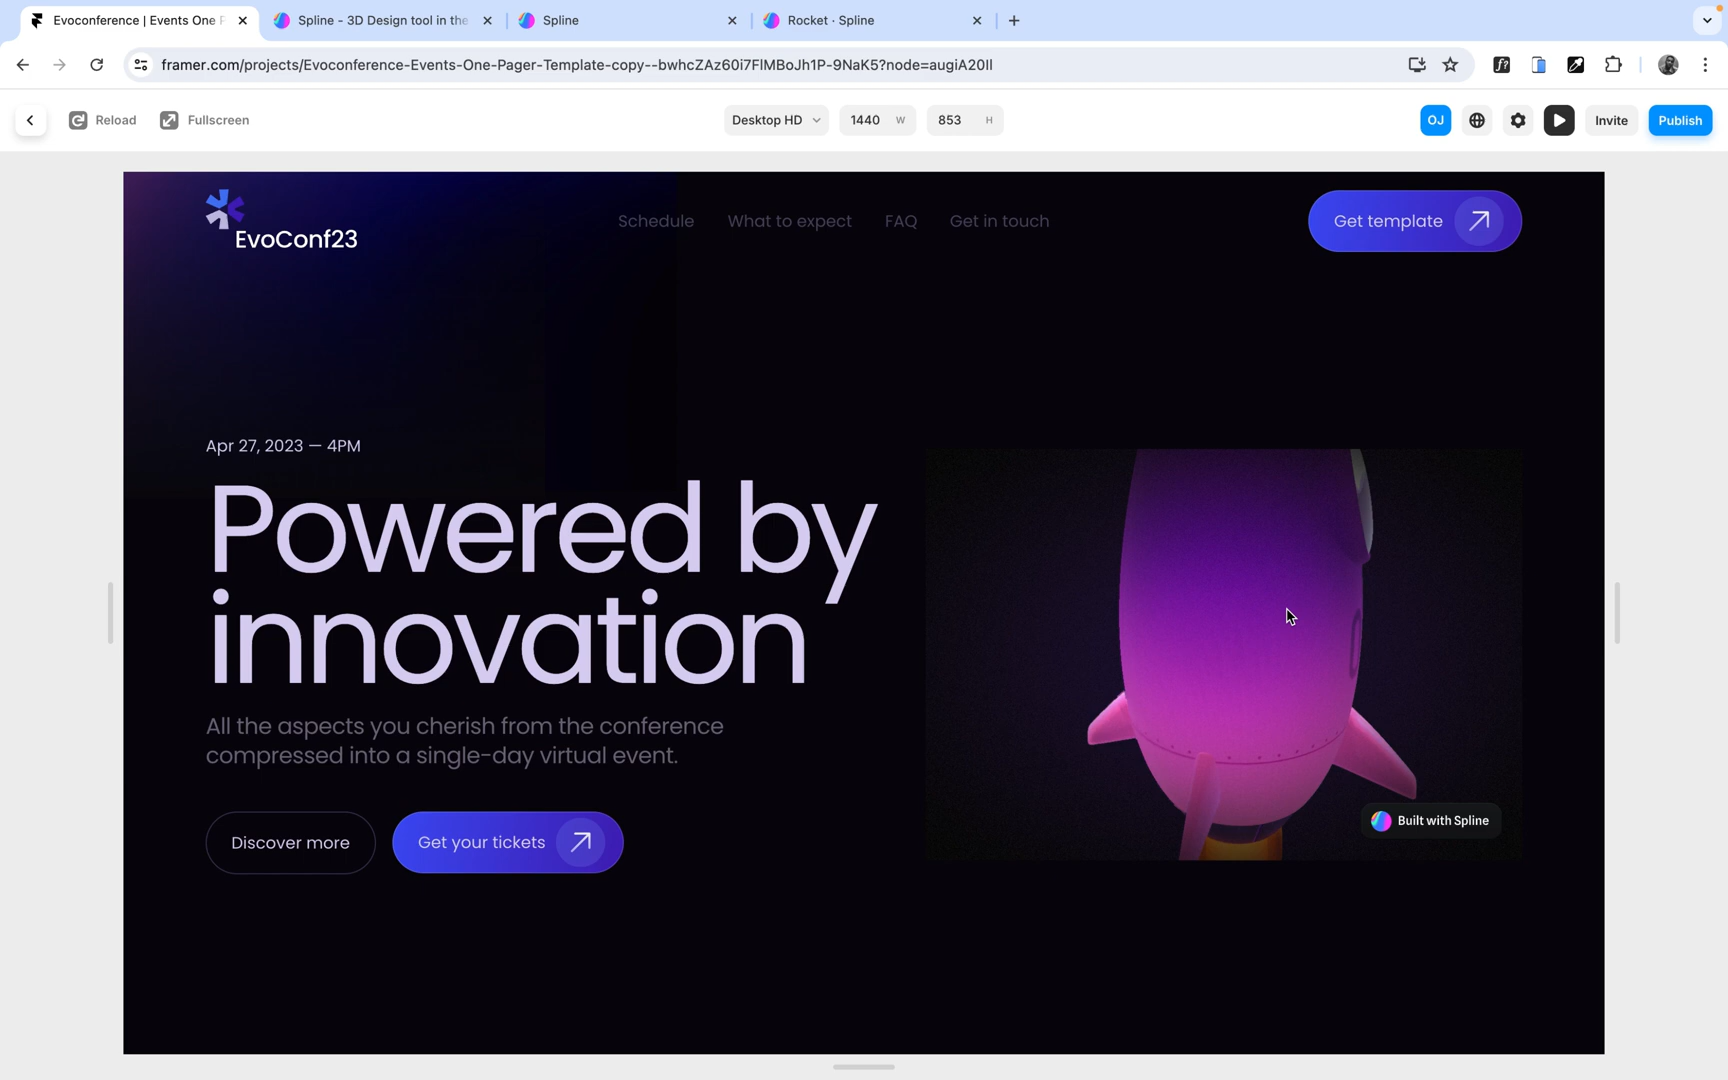 Evoconference | Events One P
Spline - 3D Design tool in the
Spline
Rocket · Spline
framer.com/projects/Evoconference-Events-One-Pager-Template-copy--bwhcZAz60i7FlMBoJh1P-9NaK5?node=augiA20Il
Reload
Fullscreen
Desktop HD
1440 W
853 H
OJ
Invite
Publish
EvoConf23
Schedule
What to expect
FAQ
Get in touch
Get template
Apr 27, 2023 — 4PM
Powered by
innovation
All the aspects you cherish from the conference
compressed into a single-day virtual event.
Discover more
Get your tickets
Built with Spline